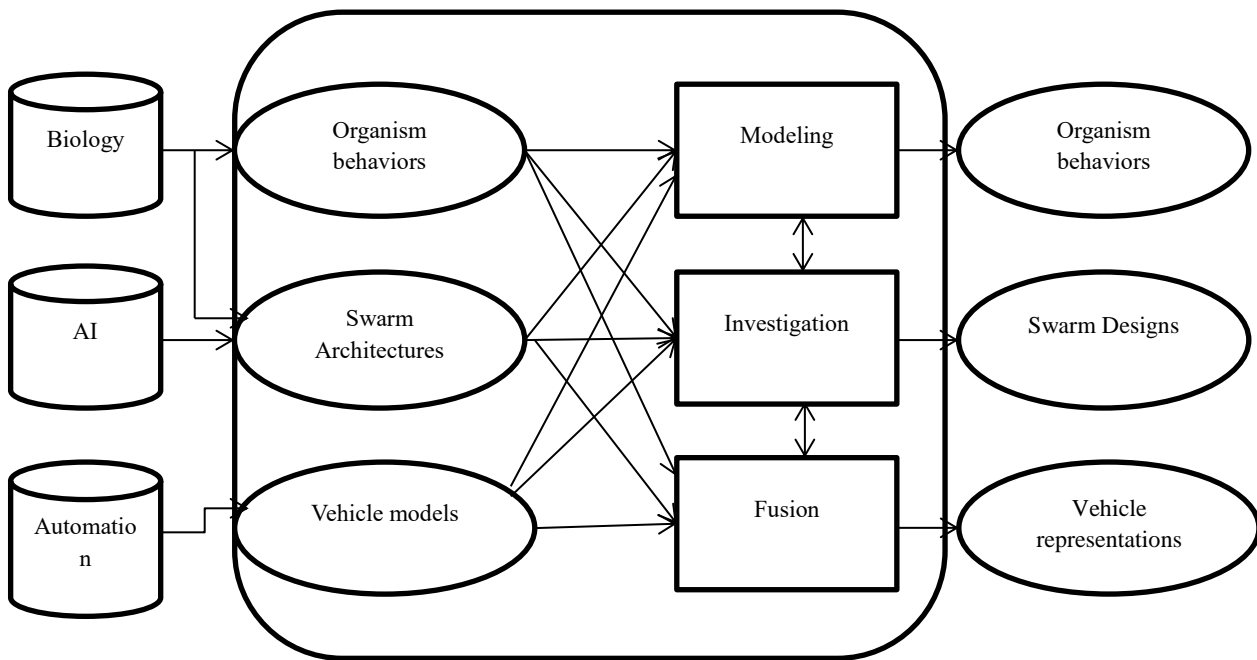 Biology
Organism
behaviors
Modeling
Organism
behaviors
AI
Swarm
Architectures
Investigation
Swarm Designs
Automatio
n
Vehicle models
Fusion
Vehicle
representations